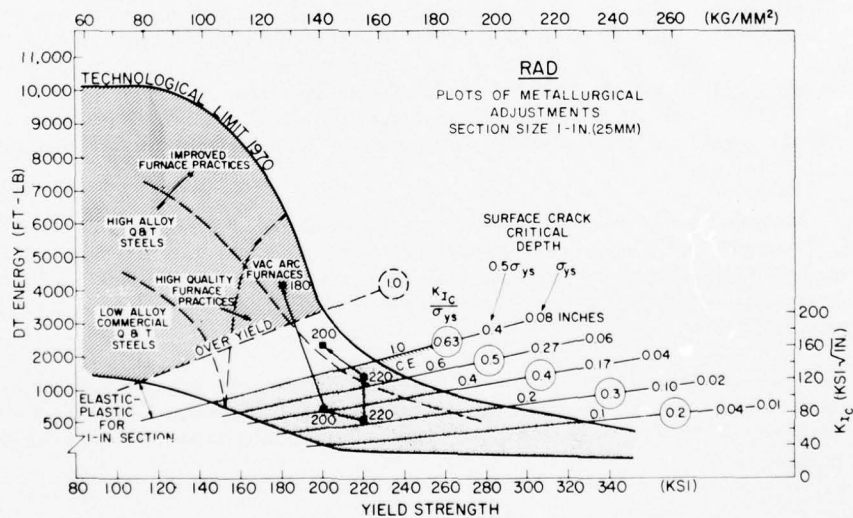 60 80 100 120 140 160 180 200 220 240 260 (KG/MM²)
11,000
10,000
9000
8000
7000
6000
5000
4000
3000
2000
1000
500
DT ENERGY (FT-LB)
TECHNOLOGICAL LIMIT 1970
RAD
PLOTS OF METALLURGICAL
ADJUSTMENTS
SECTION SIZE 1-IN.(25MM)
IMPROVED
FURNACE PRACTICES
HIGH ALLOY
Q&T
STEELS
VAC ARC
FURNACES
180
HIGH QUALITY
FURNACE
PRACTICES
LOW ALLOY
COMMERCIAL
Q & T
STEELS
OVER YIELD
1.0
ELASTIC-
PLASTIC
FOR
1-IN. SECTION
SURFACE CRACK
CRITICAL
DEPTH
0.5σys σys
KIc
σys
1.0 0.63 0.4 0.08 INCHES
CE 0.6 0.5 0.27 0.06
0.4 0.4 0.17 0.04
0.2 0.3 0.10 0.02
0.1 0.2 0.04 0.01
200
220
200
220
200
160
120
80
40
0
KIc (KSI·√IN)
80 100 120 140 160 180 200 220 240 260 280 300 320 340 (KSI)
YIELD STRENGTH